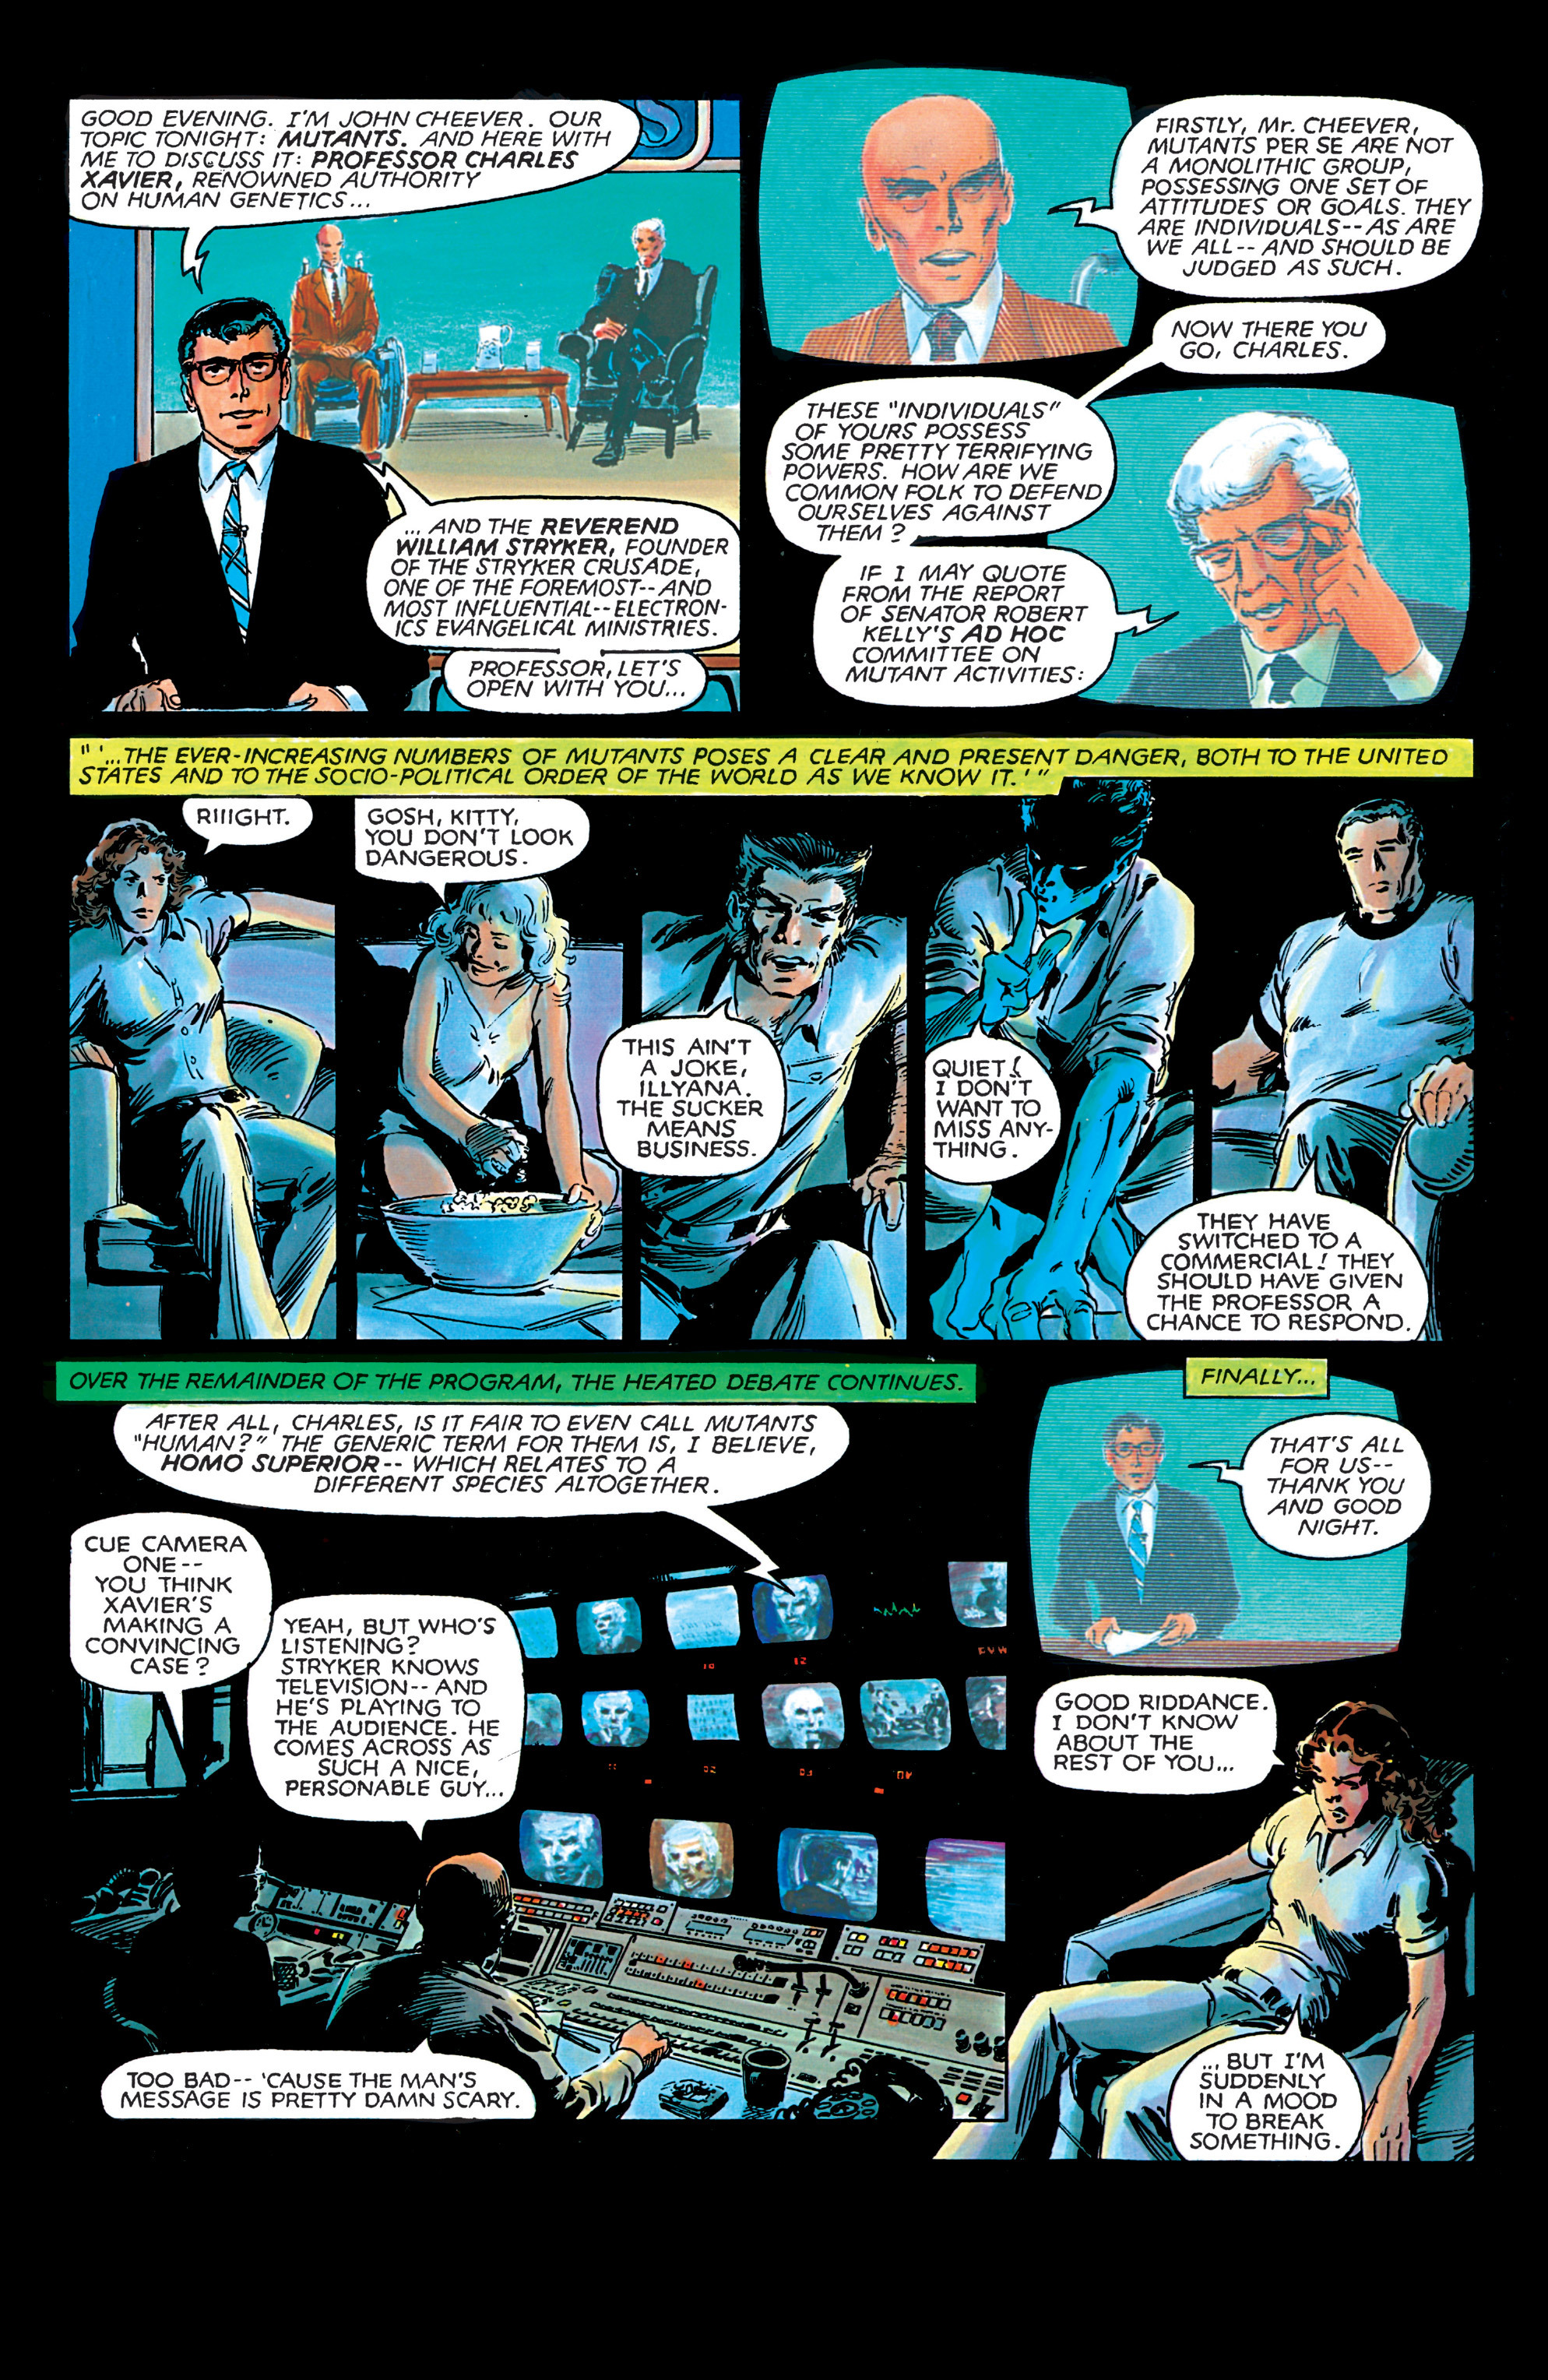 GOOD EVENING. I'M JOHN CHEEVER. OUR
TOPIC TONIGHT: MUTANTS. AND HERE WITH
ME TO DISCUSS IT: PROFESSOR CHARLES
XAVIER, RENOWNED AUTHORITY
ON HUMAN GENETICS...
...AND THE REVEREND
WILLIAM STRYKER, FOUNDER
OF THE STRYKER CRUSADE,
ONE OF THE FOREMOST--AND
MOST INFLUENTIAL--ELECTRON-
ICS EVANGELICAL MINISTRIES.
PROFESSOR, LET'S
OPEN WITH YOU...
FIRSTLY, Mr. CHEEVER,
MUTANTS PER SE ARE NOT
A MONOLITHIC GROUP,
POSSESSING ONE SET OF
ATTITUDES OR GOALS. THEY
ARE INDIVIDUALS--AS ARE
WE ALL--AND SHOULD BE
JUDGED AS SUCH.
NOW THERE YOU
GO, CHARLES.
THESE "INDIVIDUALS"
OF YOURS POSSESS
SOME PRETTY TERRIFYING
POWERS. HOW ARE WE
COMMON FOLK TO DEFEND
OURSELVES AGAINST
THEM?
IF I MAY QUOTE
FROM THE REPORT
OF SENATOR ROBERT
KELLY'S AD HOC
COMMITTEE ON
MUTANT ACTIVITIES:
"'...THE EVER-INCREASING NUMBERS OF MUTANTS POSES A CLEAR AND PRESENT DANGER, BOTH TO THE UNITED
STATES AND TO THE SOCIO-POLITICAL ORDER OF THE WORLD AS WE KNOW IT.'"
RIIIGHT.
GOSH, KITTY,
YOU DON'T LOOK
DANGEROUS.
THIS AIN'T
A JOKE,
ILLYANA.
THE SUCKER
MEANS
BUSINESS.
QUIET!
I DON'T
WANT TO
MISS ANY-
THING.
THEY HAVE
SWITCHED TO A
COMMERCIAL! THEY
SHOULD HAVE GIVEN
THE PROFESSOR A
CHANCE TO RESPOND.
OVER THE REMAINDER OF THE PROGRAM, THE HEATED DEBATE CONTINUES.
AFTER ALL, CHARLES, IS IT FAIR TO EVEN CALL MUTANTS
"HUMAN?" THE GENERIC TERM FOR THEM IS, I BELIEVE,
HOMO SUPERIOR--WHICH RELATES TO A
DIFFERENT SPECIES ALTOGETHER.
CUE CAMERA
ONE--
YOU THINK
XAVIER'S
MAKING A
CONVINCING
CASE?
YEAH, BUT WHO'S
LISTENING?
STRYKER KNOWS
TELEVISION--AND
HE'S PLAYING TO
THE AUDIENCE. HE
COMES ACROSS AS
SUCH A NICE,
PERSONABLE GUY...
TOO BAD--'CAUSE THE MAN'S
MESSAGE IS PRETTY DAMN SCARY.
FINALLY...
THAT'S ALL
FOR US--
THANK YOU
AND GOOD
NIGHT.
GOOD RIDDANCE.
I DON'T KNOW
ABOUT THE
REST OF YOU...
...BUT I'M
SUDDENLY
IN A MOOD
TO BREAK
SOMETHING.